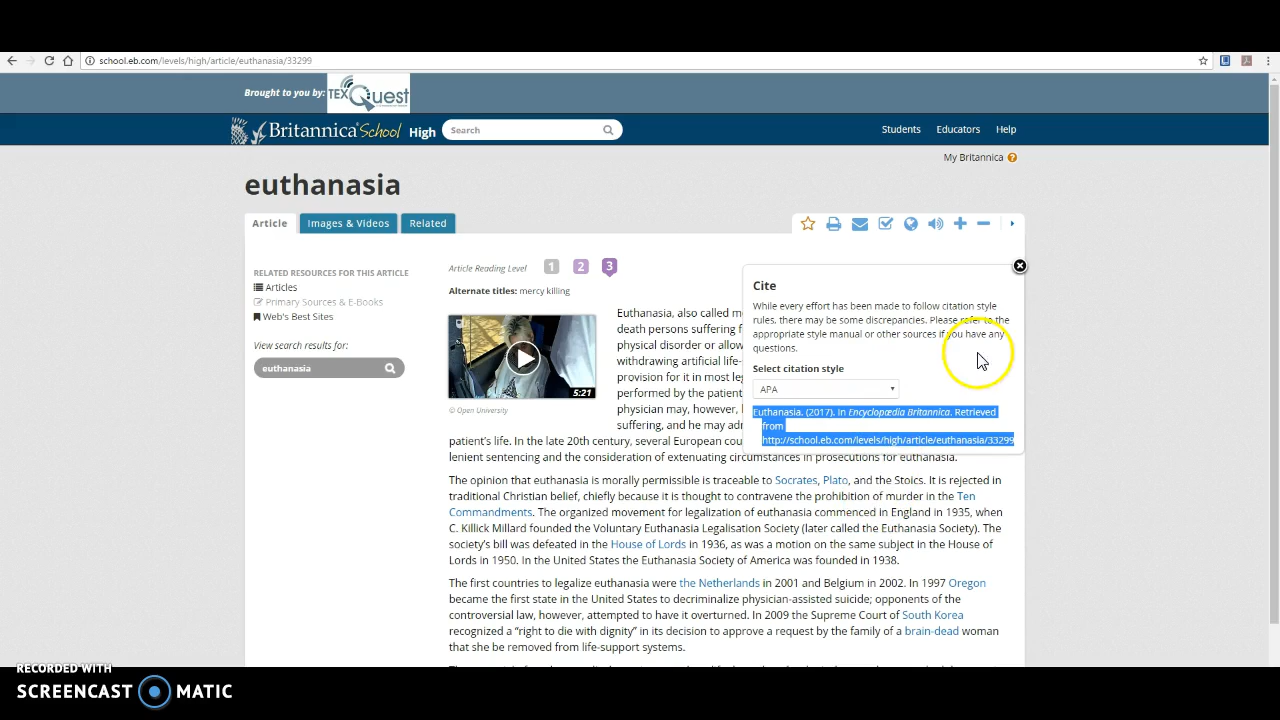 school.eb.com/levels/high/article/euthanasia/33299
Brought to you by: TEXQuest
Britannica School High Search Students Educators Help
My Britannica ?
euthanasia
Article Images & Videos Related
RELATED RESOURCES FOR THIS ARTICLE
Articles
Primary Sources & E-Books
Web's Best Sites
View search results for:
euthanasia
Article Reading Level 1 2 3
Alternate titles: mercy killing
5:21
© Open University
Euthanasia, also called m
death persons suffering f
physical disorder or allow
withdrawing artificial life-
provision for it in most leg
performed by the patient
physician may, however,
suffering, and he may adr
patient's life. In the late 20th century, several European cou
lenient sentencing and the consideration of extenuating circumstances in prosecutions for euthanasia.
The opinion that euthanasia is morally permissible is traceable to Socrates, Plato, and the Stoics. It is rejected in
traditional Christian belief, chiefly because it is thought to contravene the prohibition of murder in the Ten
Commandments. The organized movement for legalization of euthanasia commenced in England in 1935, when
C. Killick Millard founded the Voluntary Euthanasia Legalisation Society (later called the Euthanasia Society). The
society's bill was defeated in the House of Lords in 1936, as was a motion on the same subject in the House of
Lords in 1950. In the United States the Euthanasia Society of America was founded in 1938.
The first countries to legalize euthanasia were the Netherlands in 2001 and Belgium in 2002. In 1997 Oregon
became the first state in the United States to decriminalize physician-assisted suicide; opponents of the
controversial law, however, attempted to have it overturned. In 2009 the Supreme Court of South Korea
recognized a "right to die with dignity" in its decision to approve a request by the family of a brain-dead woman
that she be removed from life-support systems.
Cite
While every effort has been made to follow citation style
rules, there may be some discrepancies. Please refer to the
appropriate style manual or other sources if you have any
questions.
Select citation style
APA
Euthanasia. (2017). In Encyclopædia Britannica. Retrieved
from
http://school.eb.com/levels/high/article/euthanasia/33299
RECORDED WITH
SCREENCAST MATIC